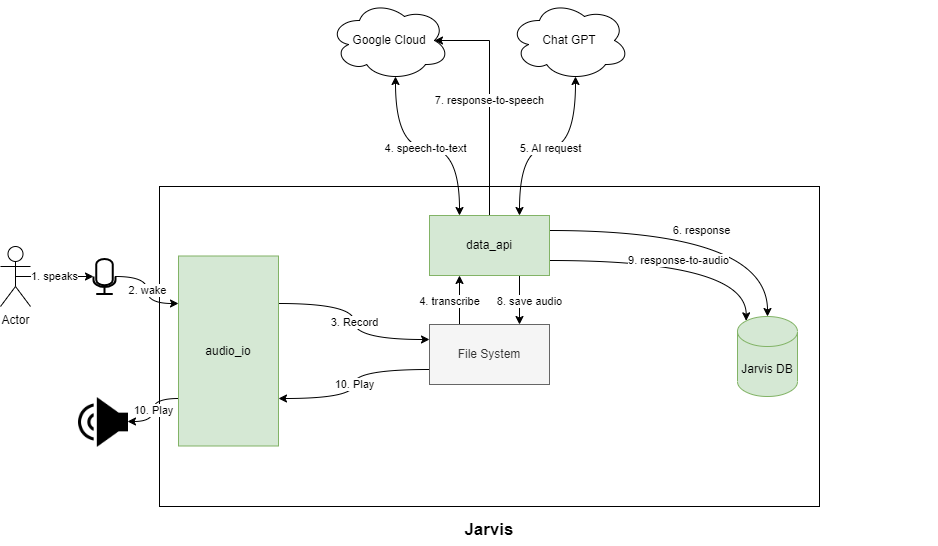 Google Cloud
Chat GPT
7. response-to-speech
4. speech-to-text
5. AI request
6. response
data_api
9. response-to-audio
1. speaks
2. wake
Actor
4. transcribe
8. save audio
3. Record
audio_io
File System
Jarvis DB
10. Play
10. Play
Jarvis